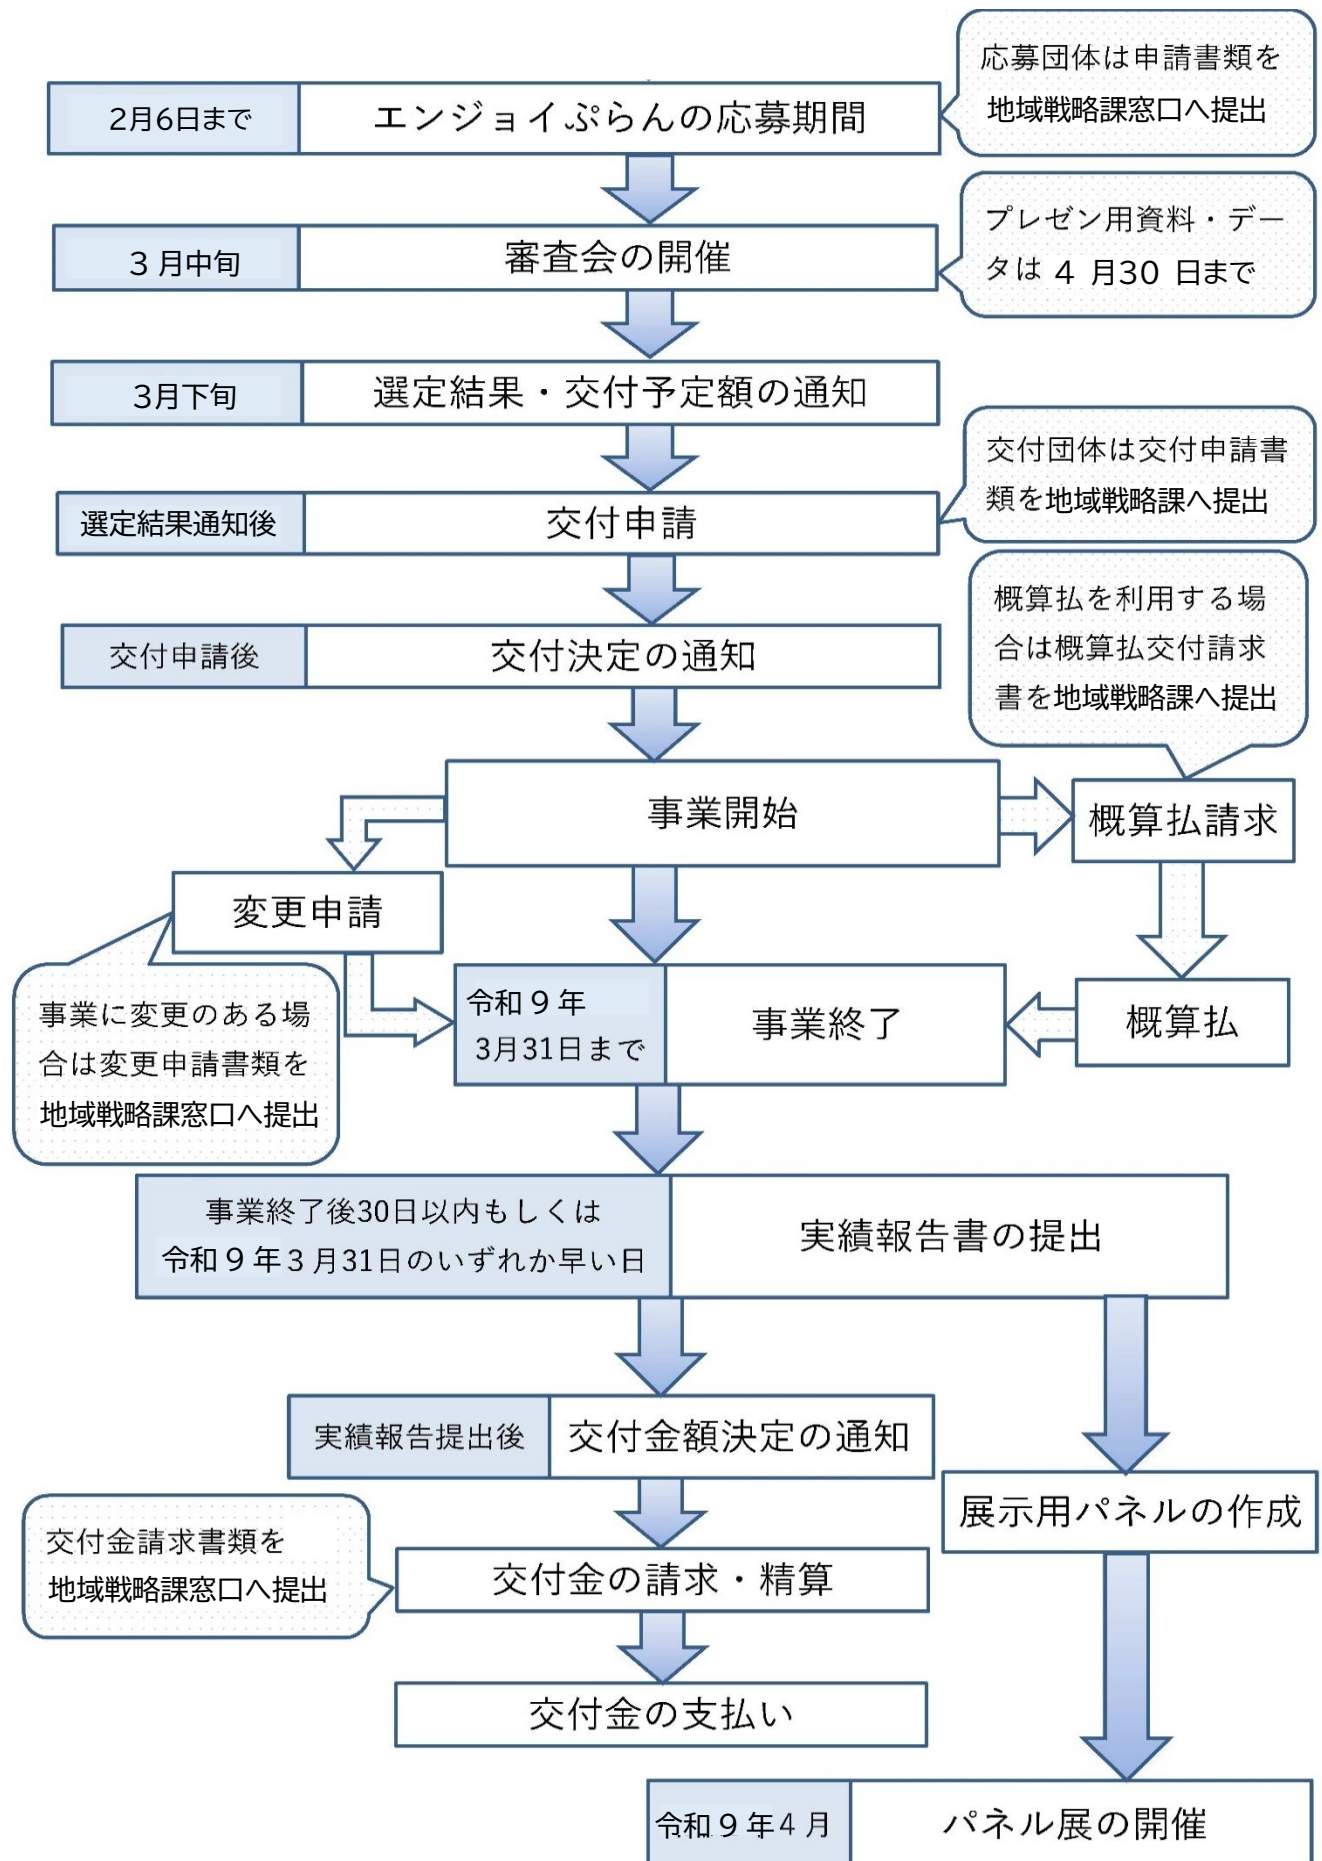 応募団体は申請書類を
地域戦略課窓口へ提出
2月6日まで
エンジョイぷらんの応募期間
プレゼン用資料・デー
タは 4 月30 日まで
3 月中旬
審査会の開催
3月下旬
選定結果・交付予定額の通知
交付団体は交付申請書
類を地域戦略課へ提出
選定結果通知後
交付申請
概算払を利用する場
合は概算払交付請求
書を地域戦略課へ提出
交付申請後
交付決定の通知
事業開始
概算払請求
変更申請
事業に変更のある場
合は変更申請書類を
地域戦略課窓口へ提出
令和 9 年
3月31日まで
事業終了
概算払
事業終了後30日以内もしくは
令和 9 年 3 月31日のいずれか早い日
実績報告書の提出
実績報告提出後
交付金額決定の通知
展示用パネルの作成
交付金請求書類を
地域戦略課窓口へ提出
交付金の請求・精算
交付金の支払い
令和 9 年 4 月
パネル展の開催